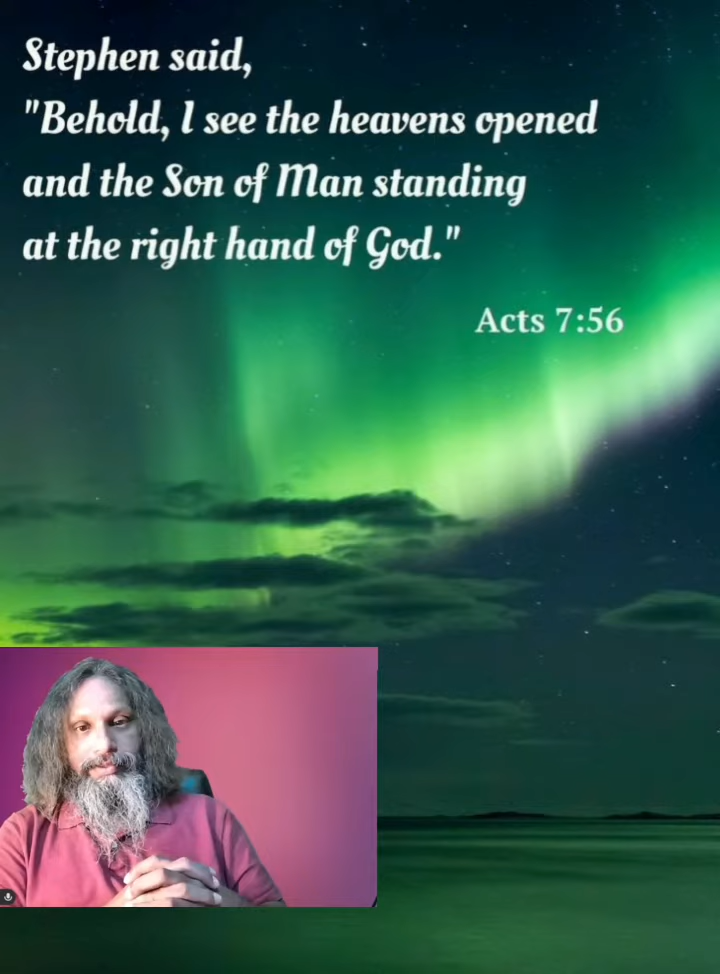 Stephen said,
"Behold, I see the heavens opened
and the Son of Man standing
at the right hand of God."
Acts 7:56